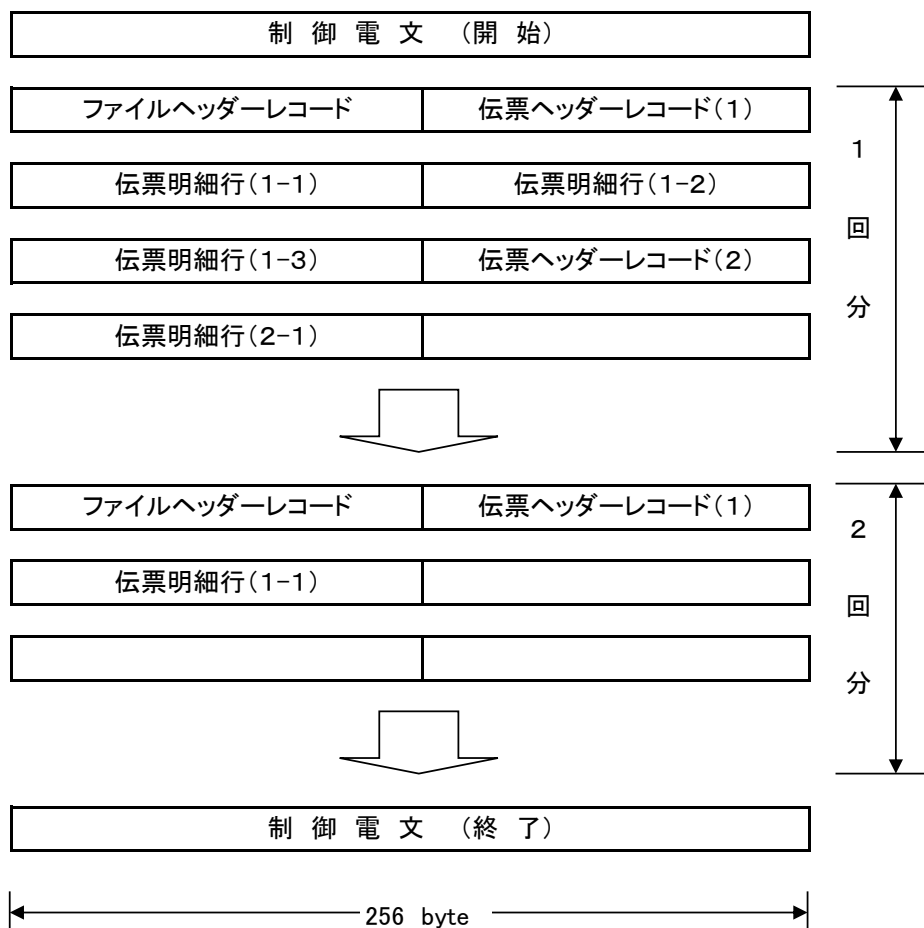 制 御 電 文 (開 始)
ファイルヘッダーレコード 伝票ヘッダーレコード(1)
伝票明細行(1-1) 伝票明細行(1-2)
伝票明細行(1-3) 伝票ヘッダーレコード(2)
伝票明細行(2-1)
1
回
分
ファイルヘッダーレコード 伝票ヘッダーレコード(1)
伝票明細行(1-1)
2
回
分
制 御 電 文 (終 了)
256 byte